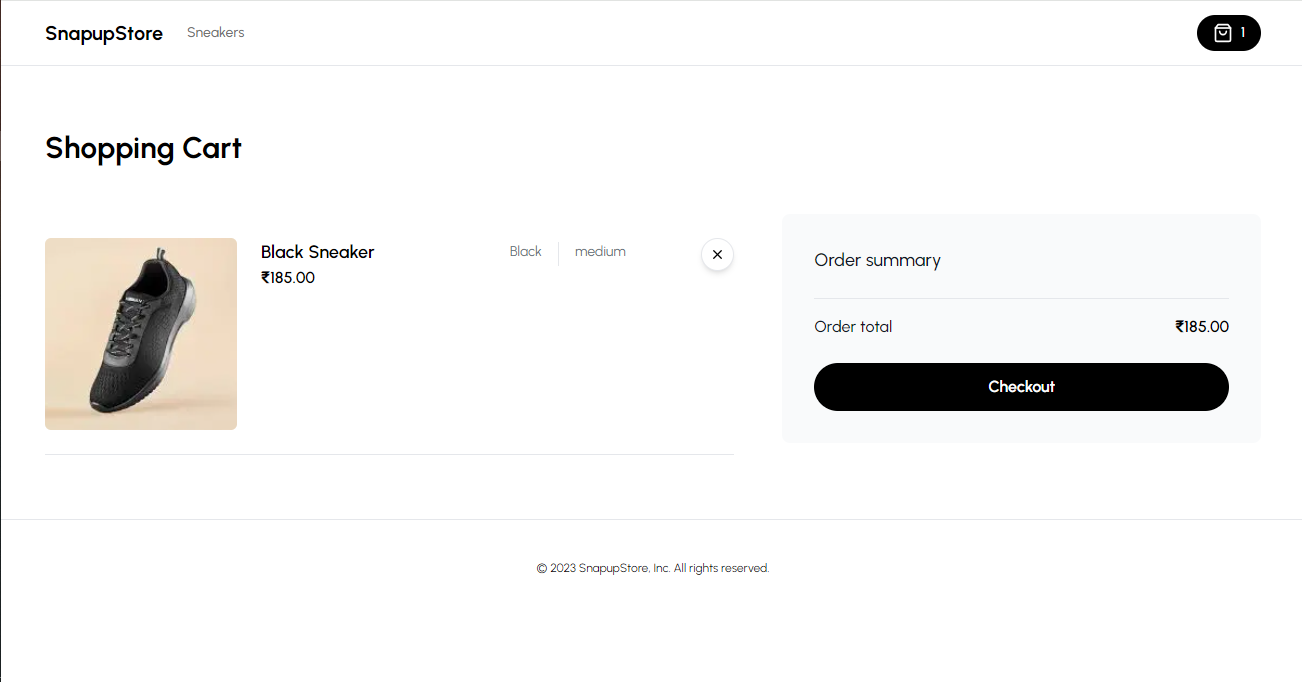 SnapupStore Sneakers 1
Shopping Cart
Black Sneaker Black medium
₹185.00
Order summary
Order total ₹185.00
Checkout
© 2023 SnapupStore, Inc. All rights reserved.